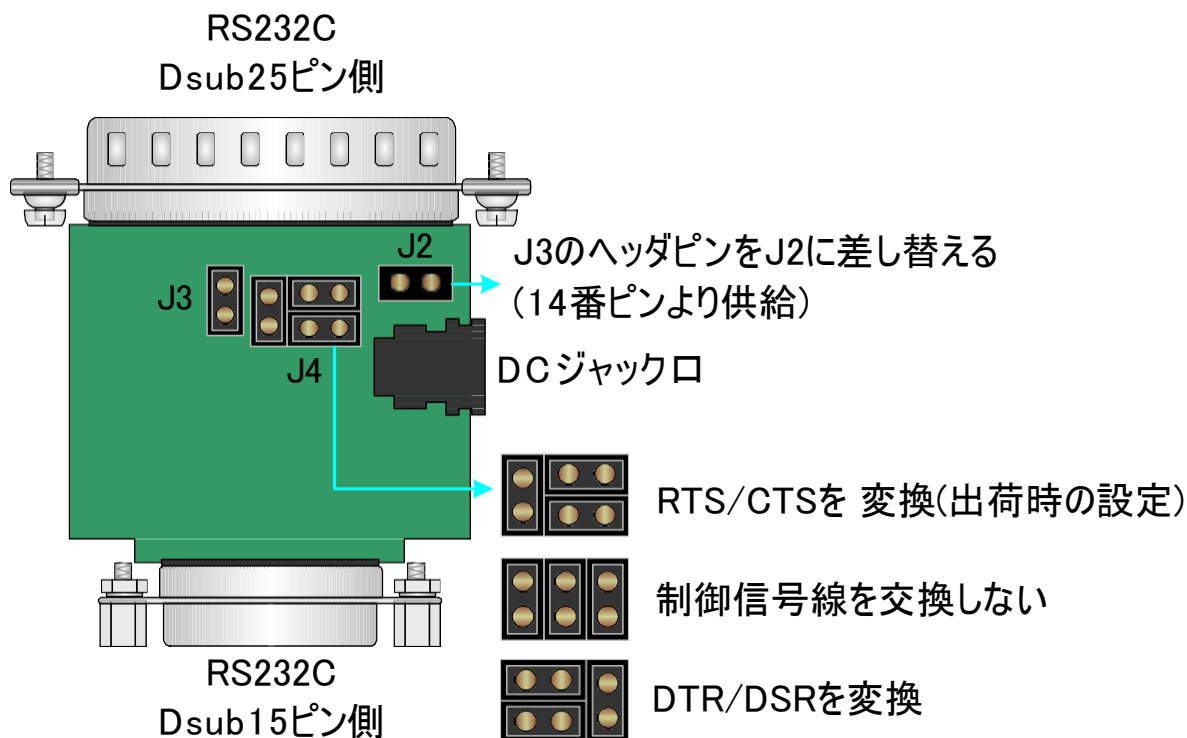 RS232C
Dsub25ピン側
J2
J3のヘッダピンをJ2に差し替える
(14番ピンより供給)
J3
J4
DCジャック口
RTS/CTSを 変換(出荷時の設定)
制御信号線を交換しない
DTR/DSRを変換
RS232C
Dsub15ピン側